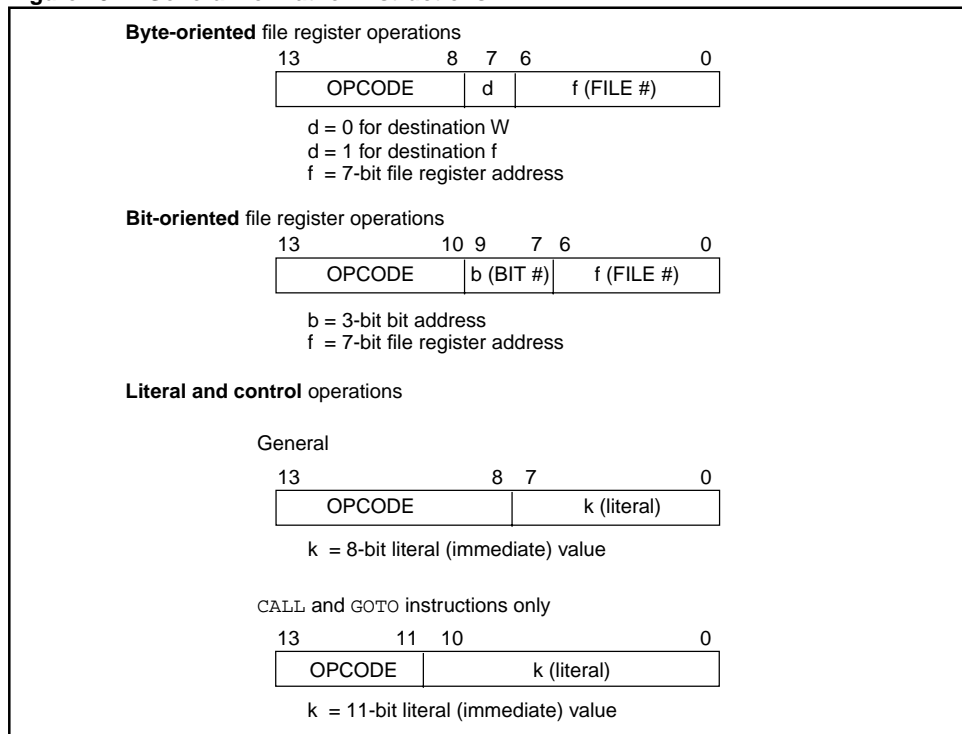 Byte-oriented file register operations
13 8 7 6 0
OPCODE d f (FILE #)
d = 0 for destination W
d = 1 for destination f
f = 7-bit file register address
Bit-oriented file register operations
13 10 9 7 6 0
OPCODE b (BIT #) f (FILE #)
b = 3-bit bit address
f = 7-bit file register address
Literal and control operations
General
13 8 7 0
OPCODE k (literal)
k = 8-bit literal (immediate) value
CALL and GOTO instructions only
13 11 10 0
OPCODE k (literal)
k = 11-bit literal (immediate) value